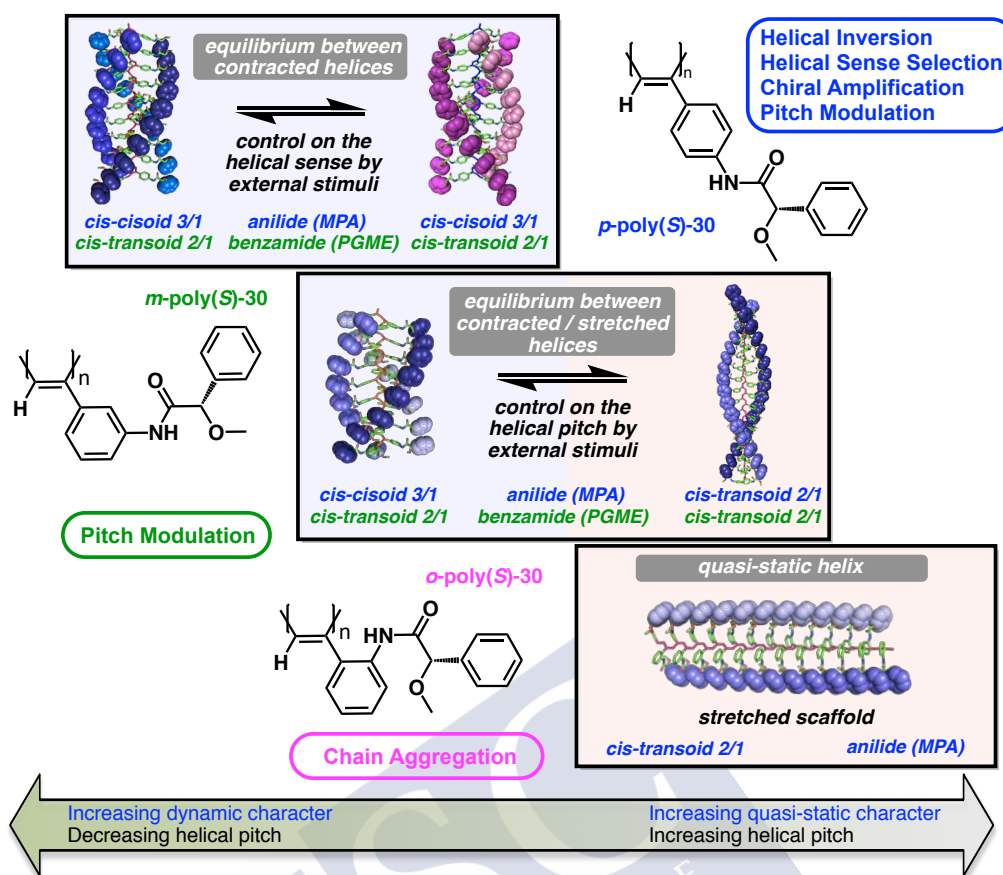 equilibrium between
contracted helices
control on the
helical sense by
external stimuli
cis-cisoid 3/1
anilide (MPA)
cis-cisoid 3/1
cis-transoid 2/1
benzamide (PGME)
cis-transoid 2/1
n
H
NH
O
O
p-poly(S)-30
Helical Inversion
Helical Sense Selection
Chiral Amplification
Pitch Modulation
m-poly(S)-30
n
H
O
NH
O
Pitch Modulation
equilibrium between
contracted / stretched
helices
control on the
helical pitch by
external stimuli
cis-cisoid 3/1
anilide (MPA)
cis-transoid 2/1
cis-transoid 2/1
benzamide (PGME)
cis-transoid 2/1
o-poly(S)-30
n
H
NH
O
O
Chain Aggregation
quasi-static helix
stretched scaffold
cis-transoid 2/1
anilide (MPA)
Increasing dynamic character
Decreasing helical pitch
Increasing quasi-static character
Increasing helical pitch